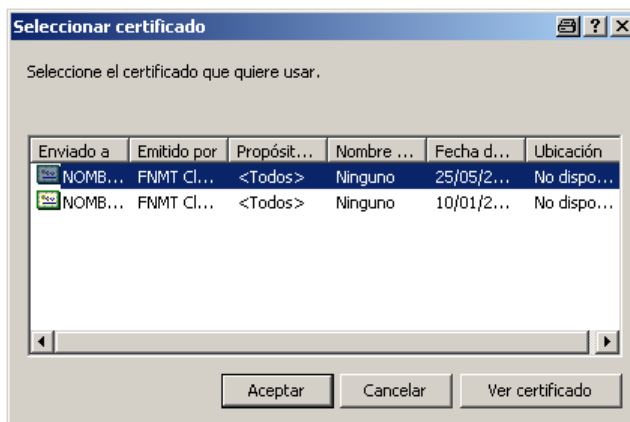 Seleccionar certificado
Seleccione el certificado que quiere usar.
Enviado a Emitido por Propósit... Nombre ... Fecha d... Ubicación
NOMB... FNMT Cl... <Todos> Ninguno 25/05/2... No dispo...
NOMB... FNMT Cl... <Todos> Ninguno 10/01/2... No dispo...
Aceptar Cancelar Ver certificado